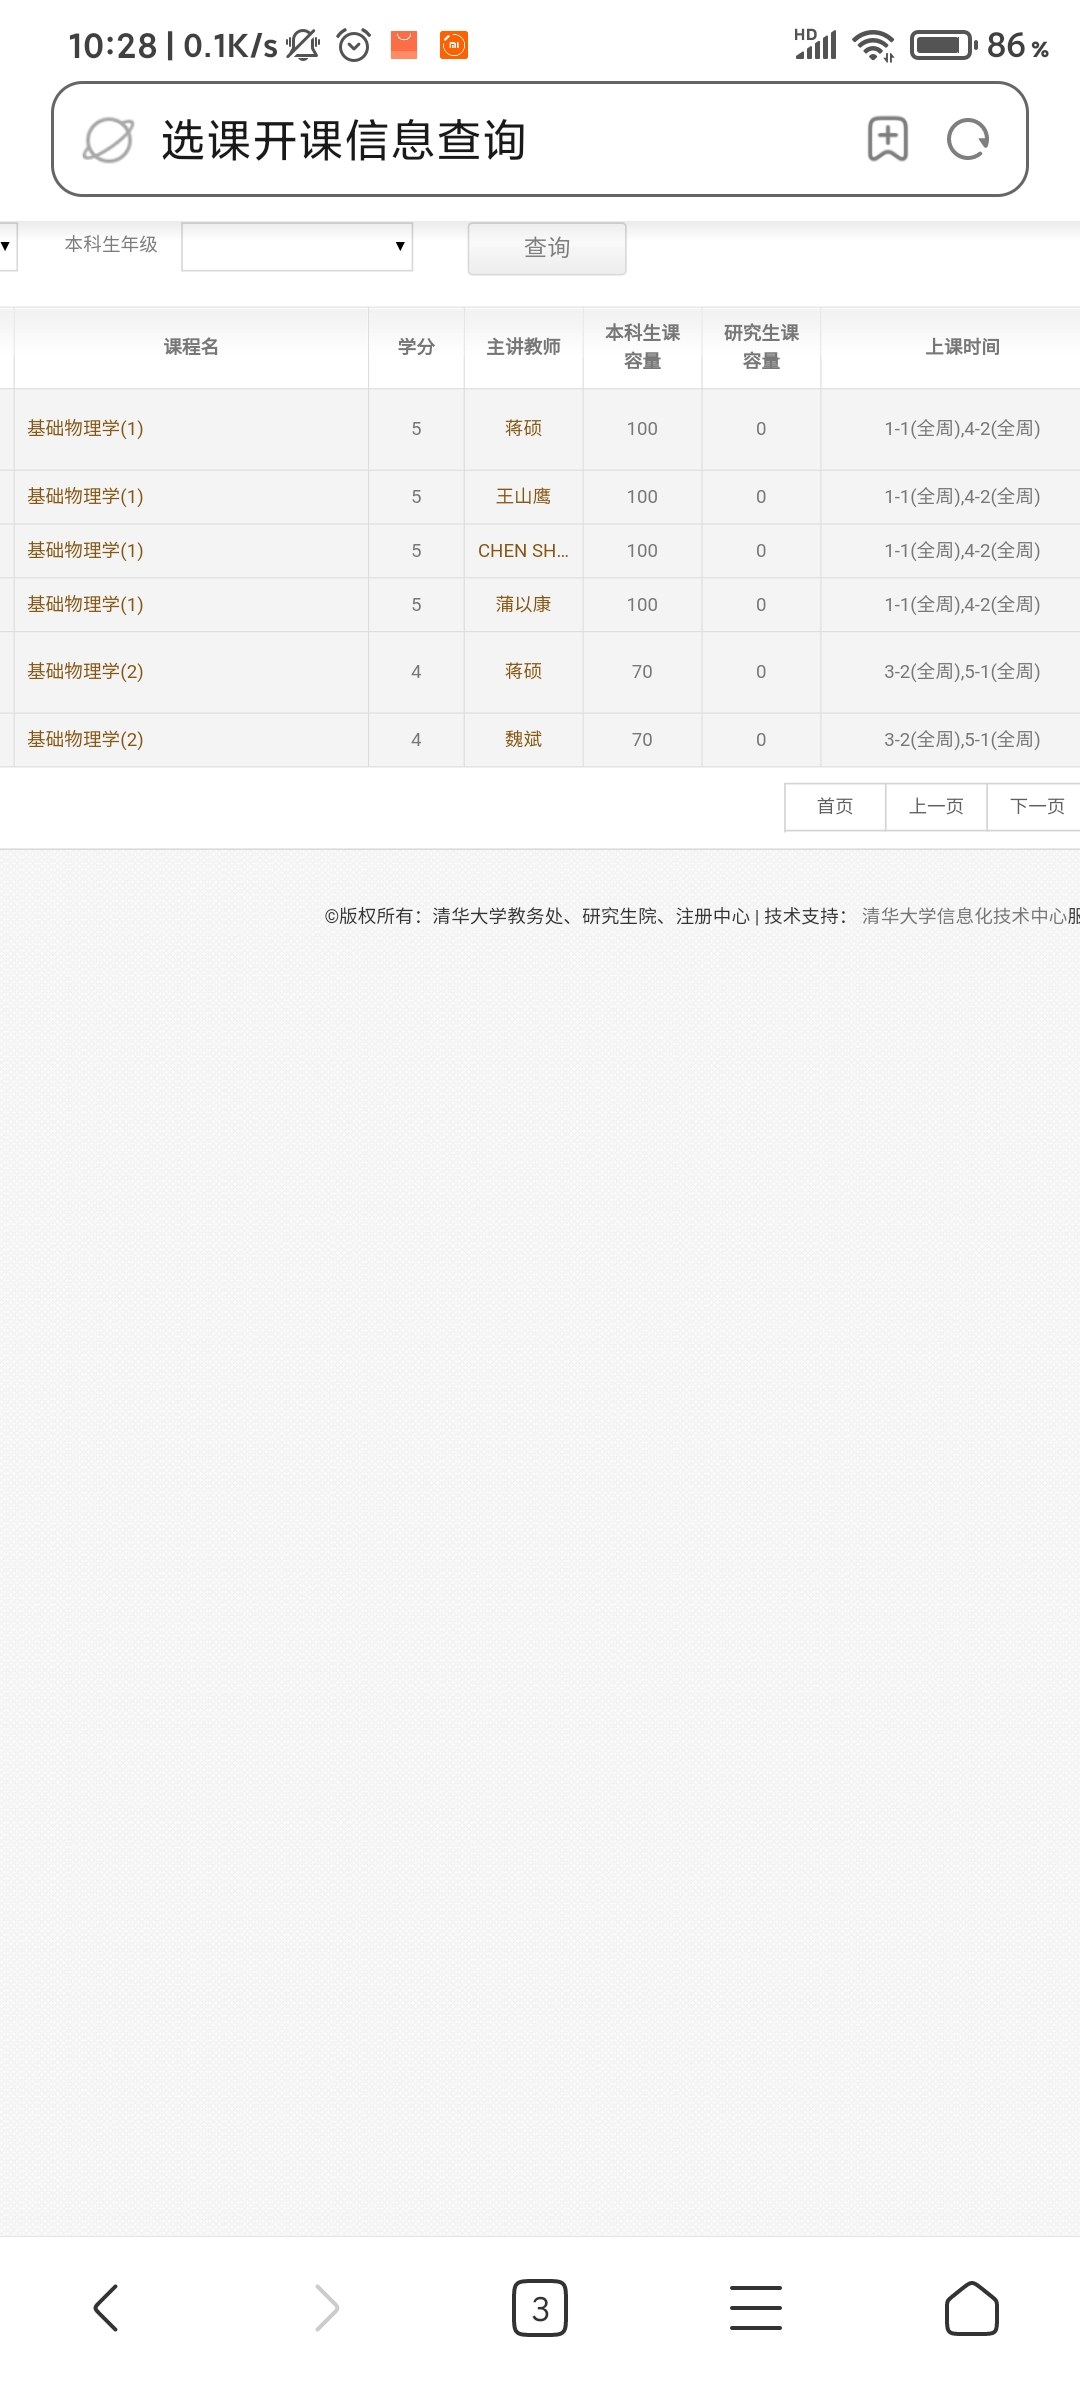 10:28 | 0.1K/s HD 86%
选课开课信息查询
本科生年级 查询
课程名 学分 主讲教师 本科生课容量 研究生课容量 上课时间
基础物理学(1) 5 蒋硕 100 0 1-1(全周),4-2(全周)
基础物理学(1) 5 王山鹰 100 0 1-1(全周),4-2(全周)
基础物理学(1) 5 CHEN SH... 100 0 1-1(全周),4-2(全周)
基础物理学(1) 5 蒲以康 100 0 1-1(全周),4-2(全周)
基础物理学(2) 4 蒋硕 70 0 3-2(全周),5-1(全周)
基础物理学(2) 4 魏斌 70 0 3-2(全周),5-1(全周)
首页 上一页 下一页
©版权所有：清华大学教务处、研究生院、注册中心 | 技术支持： 清华大学信息化技术中心服
3